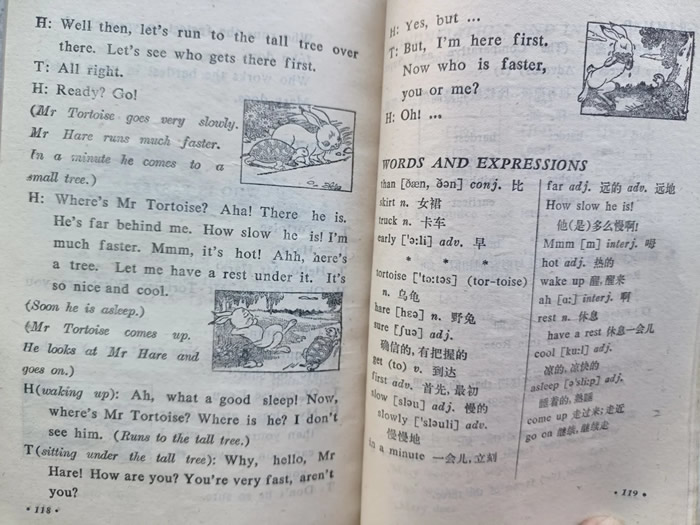 H: Well then, let's run to the tall tree over
there. Let's see who gets there first.
T: All right.
H: Ready? Go!
(Mr Tortoise goes very slowly.
Mr Hare runs much faster.
In a minute he comes to a
small tree.)
H: Where's Mr Tortoise? Aha! There he is.
He's far behind me. How slow he is! I'm
much faster. Mmm, it's hot! Ahh, here's
a tree. Let me have a rest under it. It's
so nice and cool.
(Soon he is asleep.)
(Mr Tortoise comes up.
He looks at Mr Hare and
goes on.)
H(waking up): Ah, what a good sleep! Now,
where's Mr Tortoise? Where is he? I don't
see him. (Runs to the tall tree.)
T(sitting under the tall tree): Why, hello, Mr
Hare! How are you? You're very fast, aren't
you?
• 118 •
H: Yes, but ...
T: But, I'm here first.
Now who is faster,
you or me?
H: Oh! ...
WORDS AND EXPRESSIONS
than [ðæn, ðən] conj. 比
skirt n. 女裙
truck n. 卡车
early ['ə:li] adv. 早
* * *
tortoise ['tɔ:təs] (tor-toise)
n. 乌龟
hare [hɛə] n. 野兔
sure [ʃuə] adj.
确信的,有把握的
get (to) v. 到达
first adv. 首先,最初
slow [sləu] adj. 慢的
slowly ['sləuli] adv.
慢慢地
in a minute 一会儿,立刻
far adj. 远的 adv. 远地
How slow he is!
他(是)多么慢啊!
Mmm [m] interj. 呣
hot adj. 热的
wake up 醒,醒来
ah [ɑ:] interj. 啊
rest n. 休息
have a rest 休息一会儿
cool [ku:l] adj.
凉的,凉快的
asleep [ə'sli:p] adj.
睡着的,熟睡
come up 走过来;走近
go on 继续,继续走
• 119 •